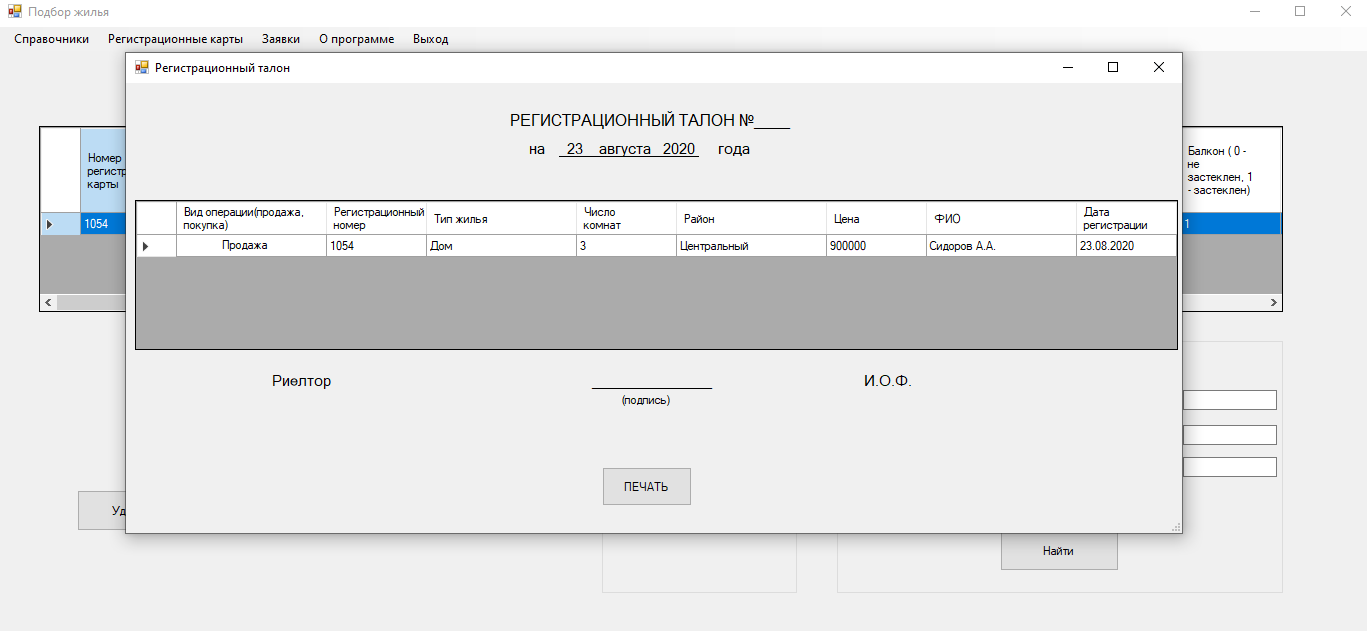 Подбор жилья
Справочники Регистрационные карты Заявки О программе Выход
Регистрационный талон
РЕГИСТРАЦИОННЫЙ ТАЛОН №____
на 23 августа 2020 года
Номер
регистр
карты
1054
Балкон ( 0 -
не
застеклен, 1
- застеклен)
1
Вид операции(продажа,
покупка)
Регистрационный
номер
Тип жилья
Число
комнат
Район
Цена
ФИО
Дата
регистрации
Продажа 1054 Дом 3 Центральный 900000 Сидоров А.А. 23.08.2020
Риелтор ______________ И.О.Ф.
(подпись)
ПЕЧАТЬ
Уд
Найти